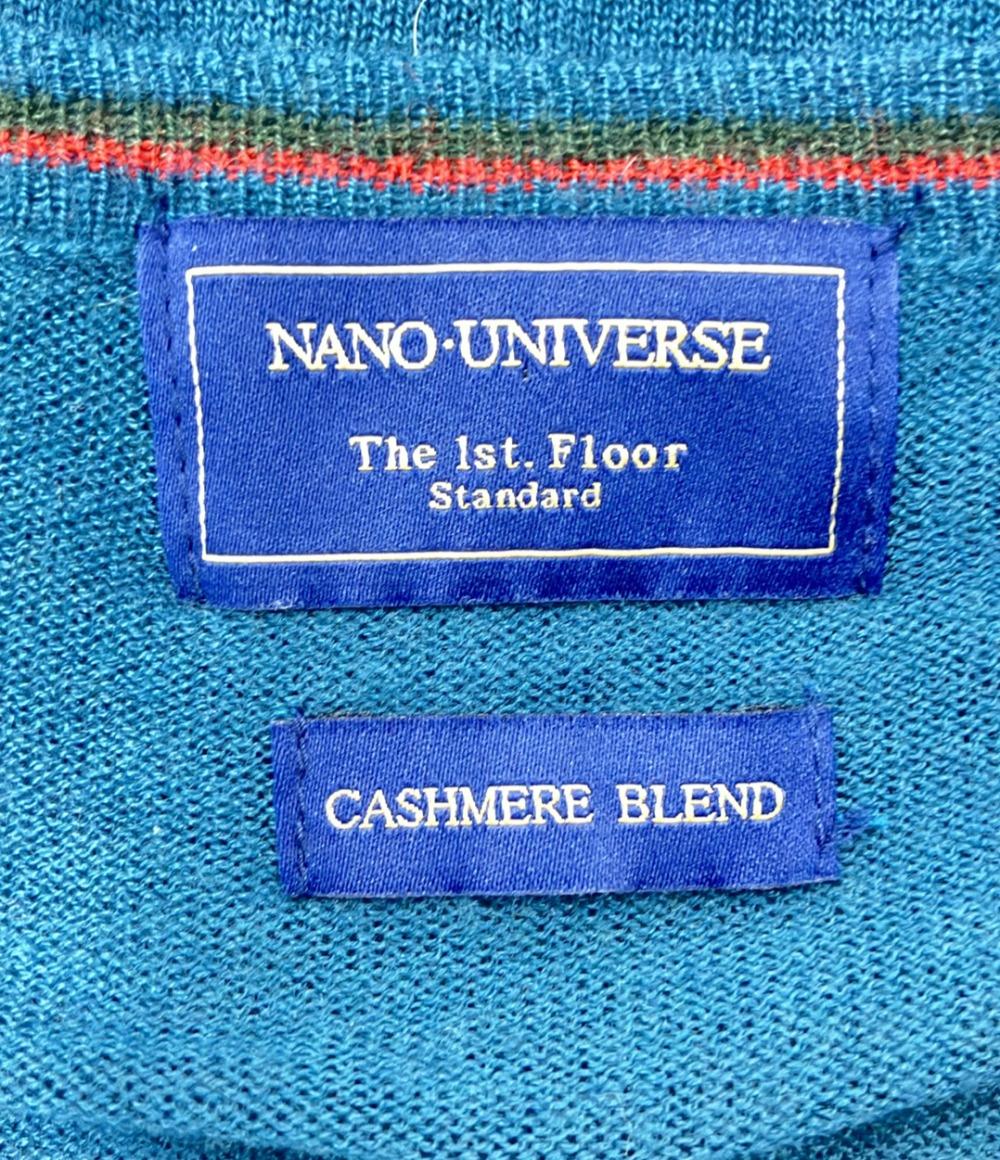 NANO·UNIVERSE
The 1st. Floor
Standard
CASHMERE BLEND